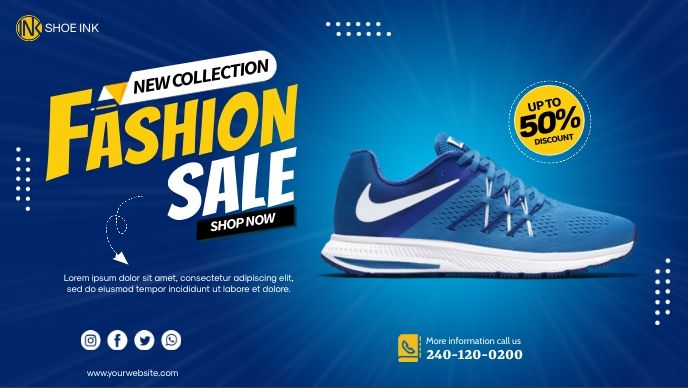 INK SHOE INK
NEW COLLECTION
FASHION
SALE
SHOP NOW
UP TO
50%
DISCOUNT
Lorem ipsum dolor sit amet, consectetur adipiscing elit,
sed do eiusmod tempor incididunt ut labore et dolore.
More information call us
240-120-0200
www.yourwebsite.com